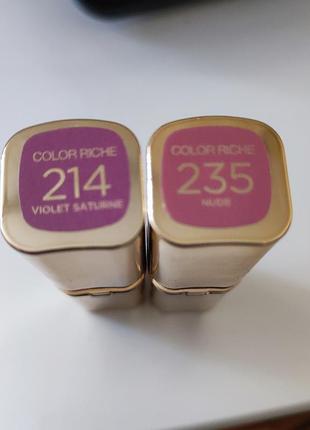 COLOR RICHE
214
VIOLET SATURNE
COLOR RICHE
235
NUDE